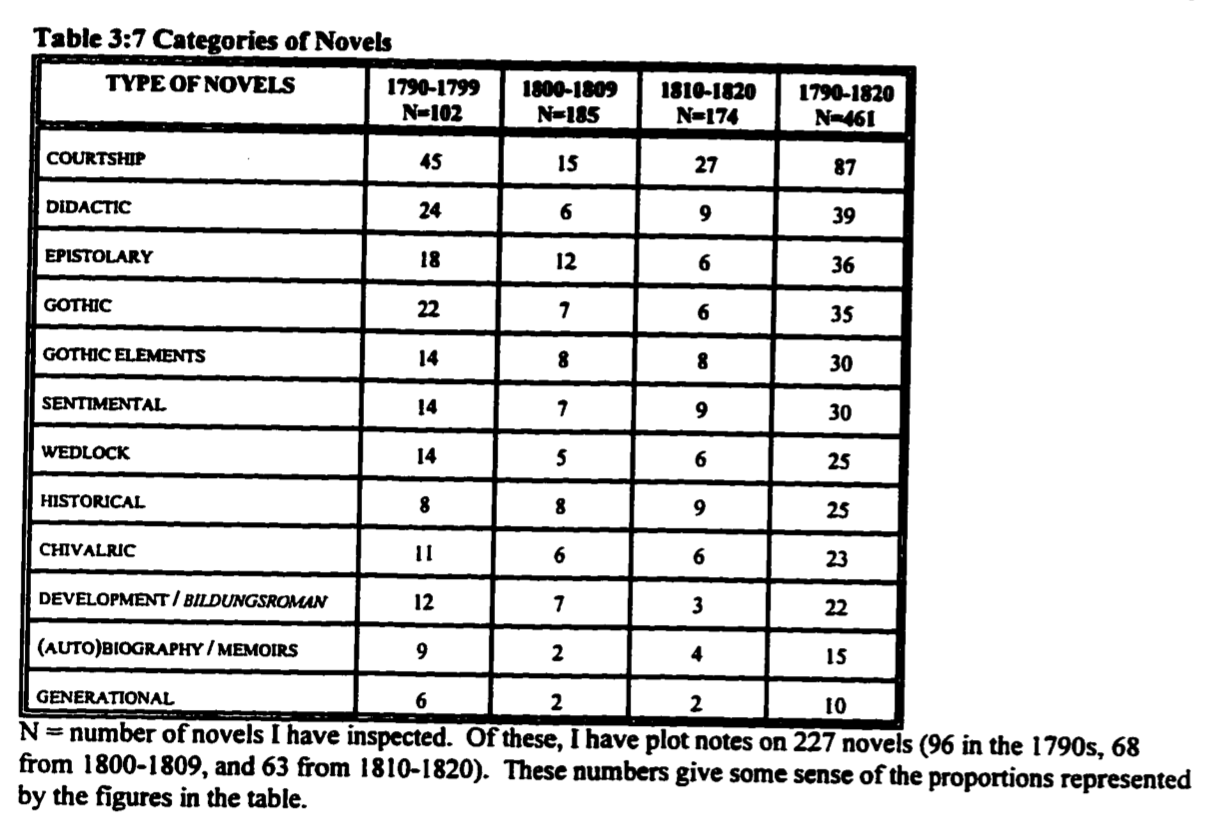 Table 3:7 Categories of Novels
TYPE OF NOVELS 1790-1799 N=102 1800-1809 N=185 1810-1820 N=174 1790-1820 N=461
COURTSHIP 45 15 27 87
DIDACTIC 24 6 9 39
EPISTOLARY 18 12 6 36
GOTHIC 22 7 6 35
GOTHIC ELEMENTS 14 8 8 30
SENTIMENTAL 14 7 9 30
WEDLOCK 14 5 6 25
HISTORICAL 8 8 9 25
CHIVALRIC 11 6 6 23
DEVELOPMENT / BILDUNGSROMAN 12 7 3 22
(AUTO)BIOGRAPHY / MEMOIRS 9 2 4 15
GENERATIONAL 6 2 2 10
N = number of novels I have inspected. Of these, I have plot notes on 227 novels (96 in the 1790s, 68
from 1800-1809, and 63 from 1810-1820). These numbers give some sense of the proportions represented
by the figures in the table.